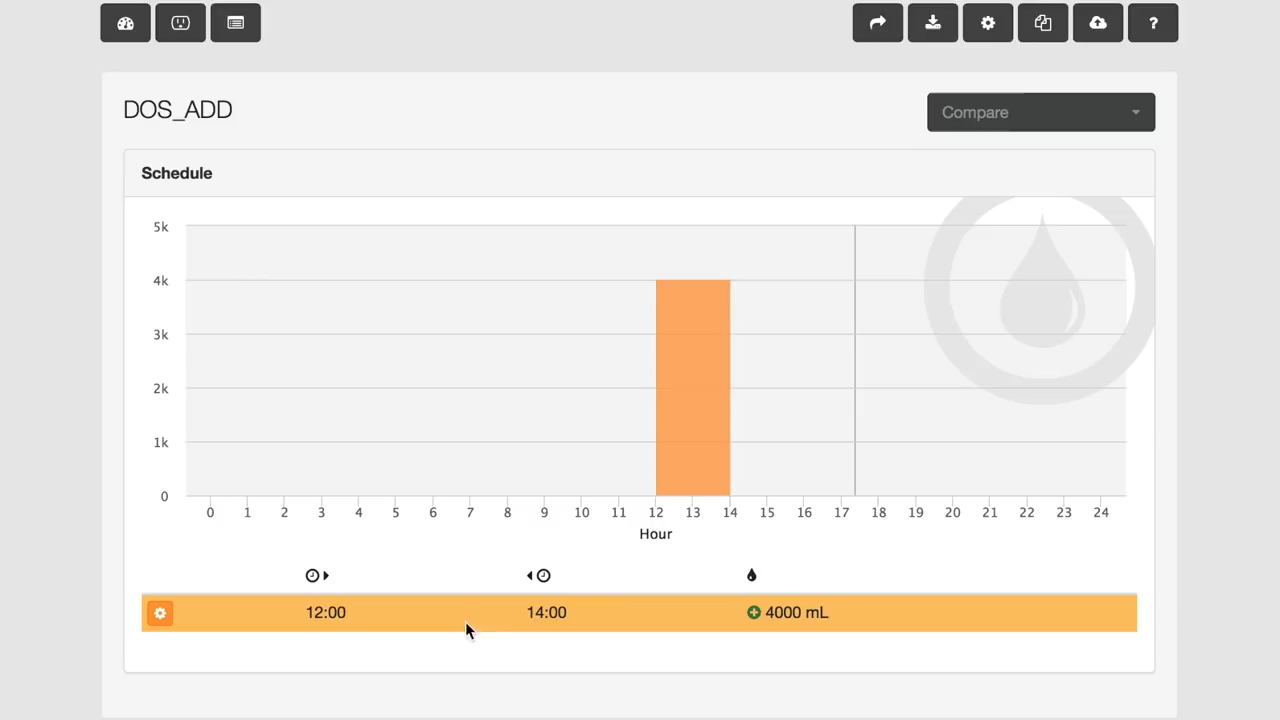 ?
DOS_ADD
Compare
Schedule
5k
4k
3k
2k
1k
0
0 1 2 3 4 5 6 7 8 9 10 11 12 13 14 15 16 17 18 19 20 21 22 23 24
Hour
12:00 14:00 4000 mL